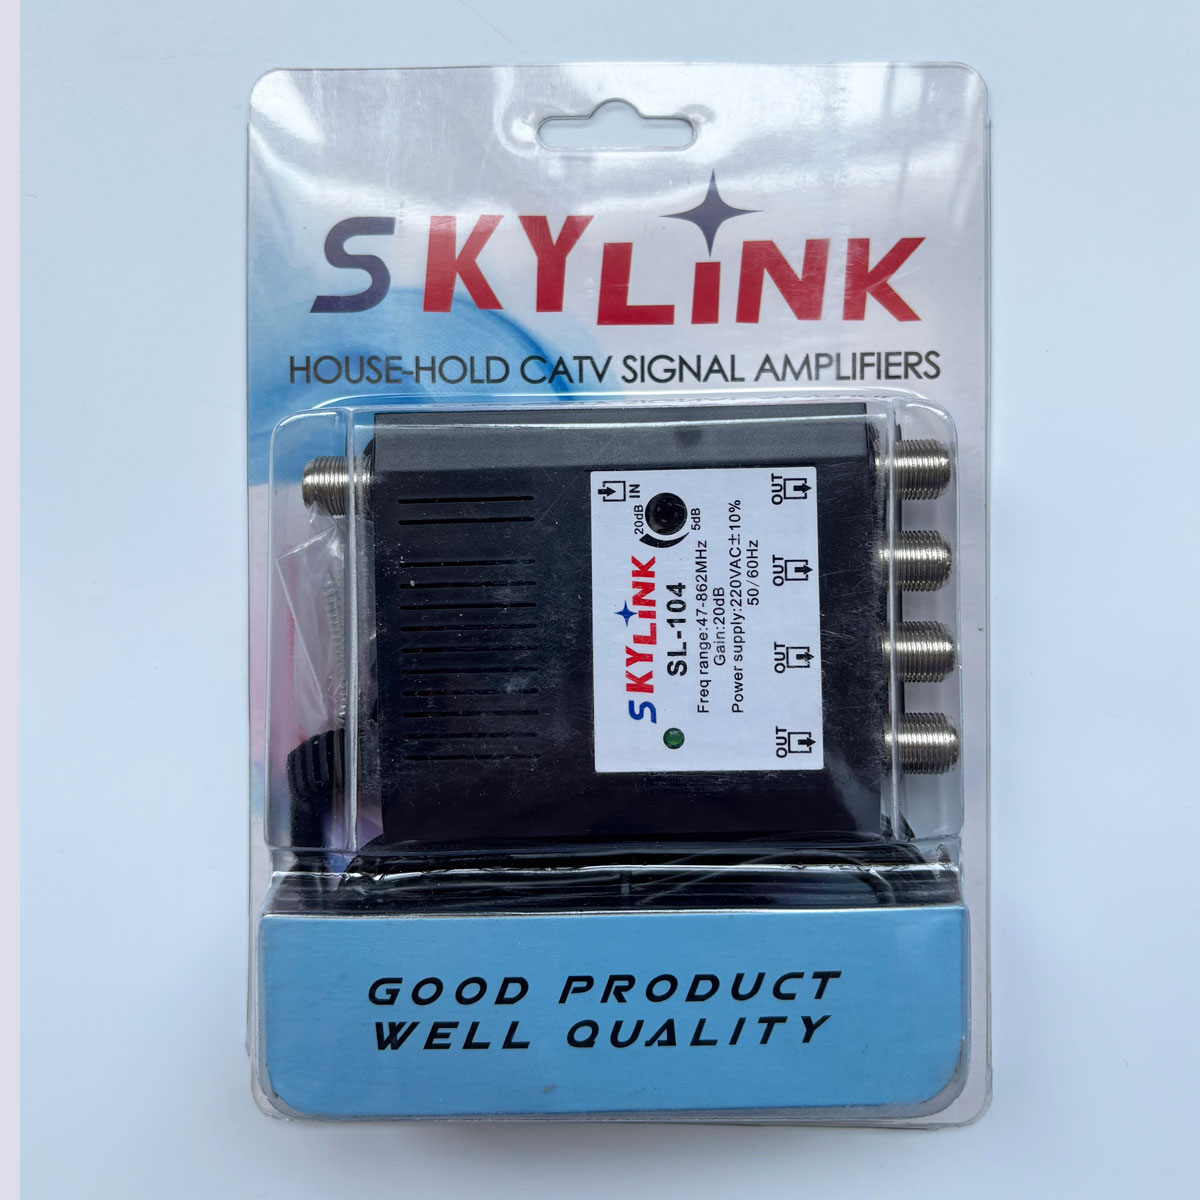 SKYLiNK
HOUSE-HOLD CATV SIGNAL AMPLIFIERS
IN
20dB
5dB
SKYLiNK
SL-104
Freq range:47-862MHz
Gain:20dB
Power supply:220VAC±10%
50/60Hz
OUT
OUT
OUT
OUT
GOOD PRODUCT
WELL QUALITY